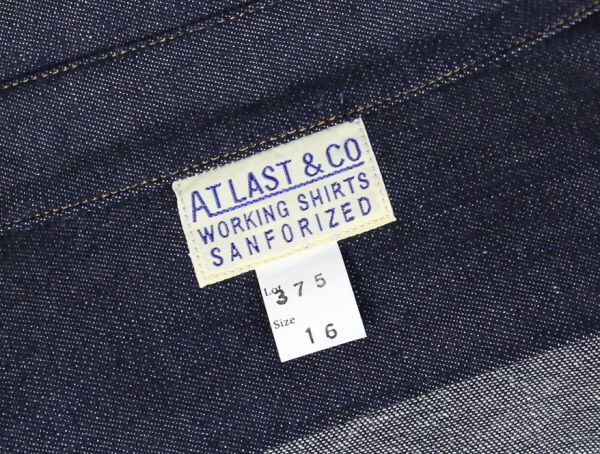 AT LAST & CO
WORKING SHIRTS
SANFORIZED
Lot 375
Size 16